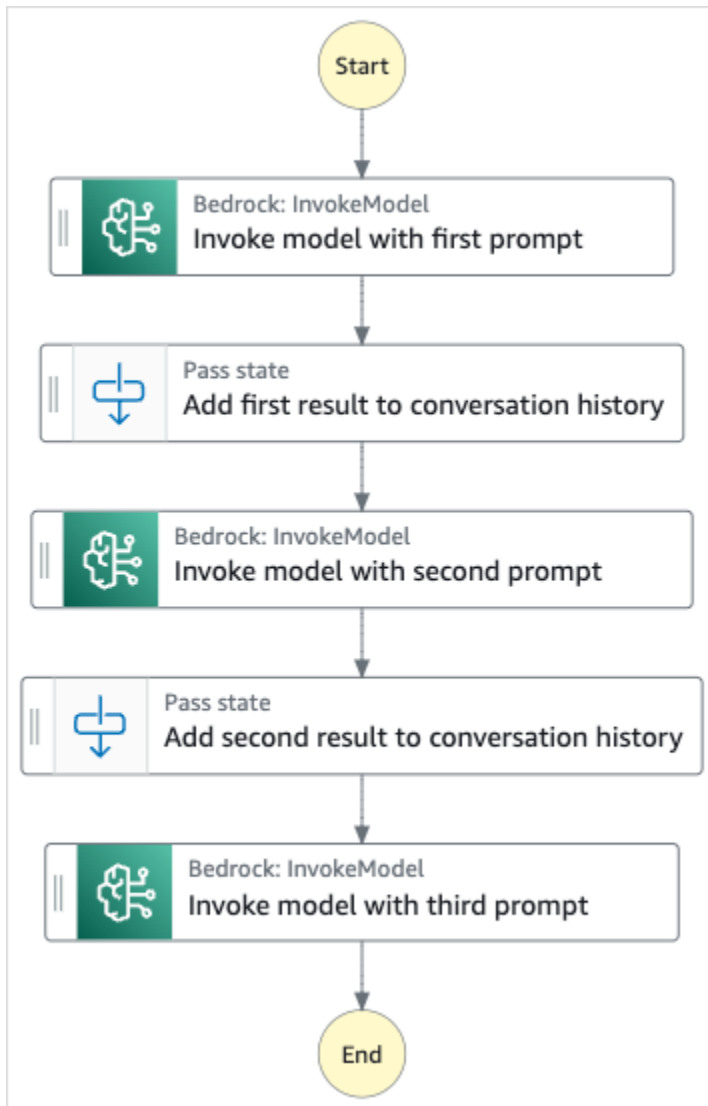 Start
Bedrock: InvokeModel
Invoke model with first prompt
Pass state
Add first result to conversation history
Bedrock: InvokeModel
Invoke model with second prompt
Pass state
Add second result to conversation history
Bedrock: InvokeModel
Invoke model with third prompt
End